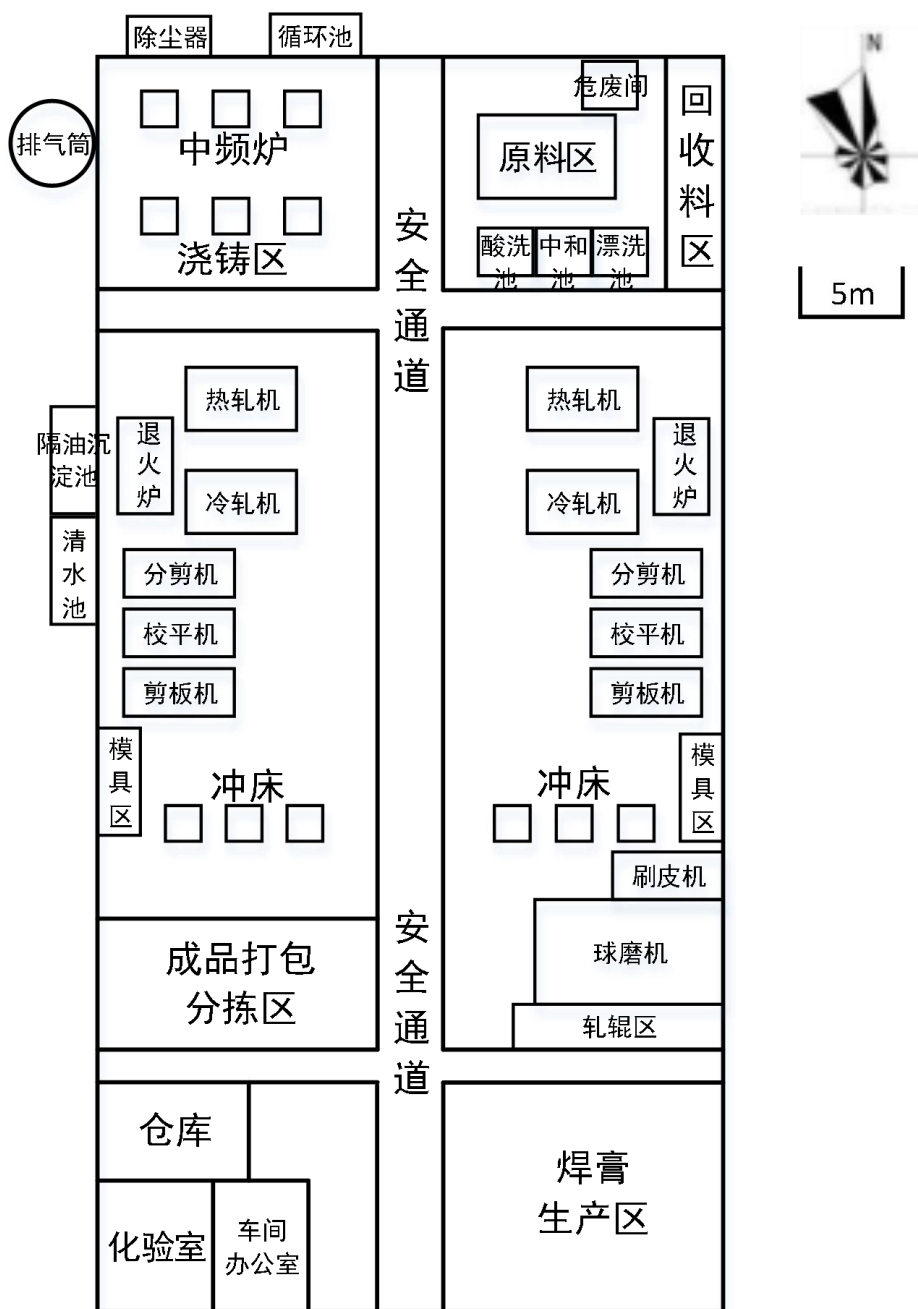 除尘器
循环池
N
排气筒
中频炉
浇铸区
危废间
原料区
回收料区
酸洗池
中和池
漂洗池
5m
安全通道
热轧机
退火炉
冷轧机
隔油沉
淀池
清水池
分剪机
校平机
剪板机
模具区
冲床
热轧机
退火炉
冷轧机
分剪机
校平机
剪板机
模具区
冲床
刷皮机
球磨机
轧辊区
成品打包
分拣区
安全通道
仓库
化验室
车间
办公室
焊膏
生产区